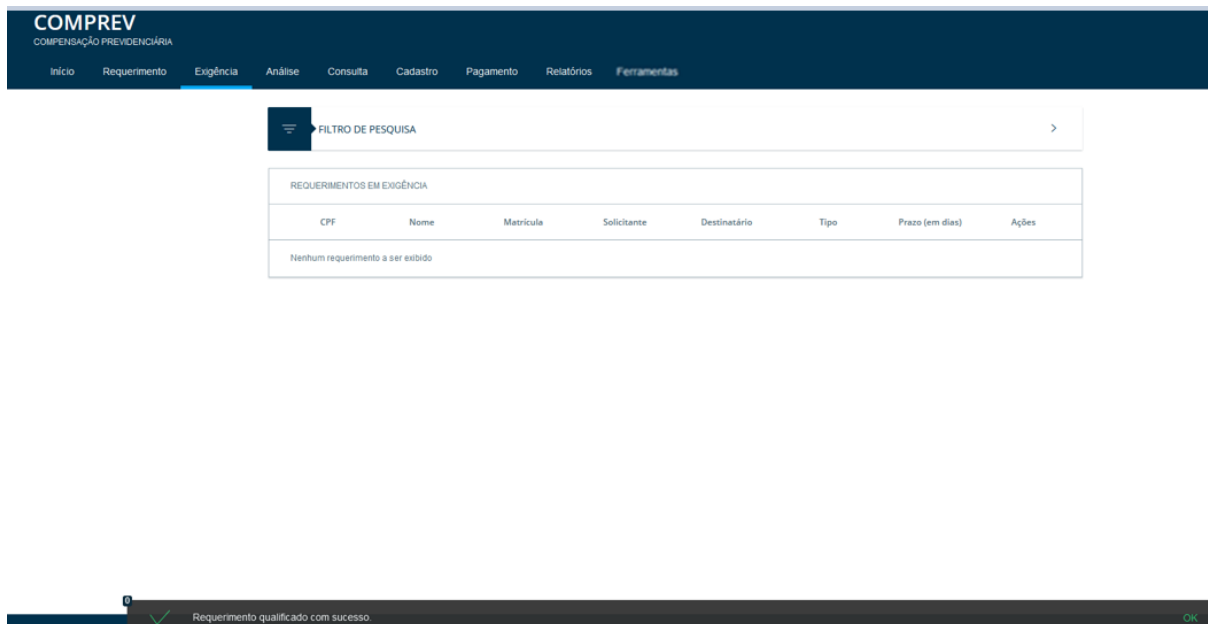 COMPREV
COMPENSAÇÃO PREVIDENCIÁRIA
Início Requerimento Exigência Análise Consulta Cadastro Pagamento Relatórios Ferramentas
FILTRO DE PESQUISA
REQUERIMENTOS EM EXIGÊNCIA
CPF Nome Matrícula Solicitante Destinatário Tipo Prazo (em dias) Ações
Nenhum requerimento a ser exibido
0
Requerimento qualificado com sucesso. OK